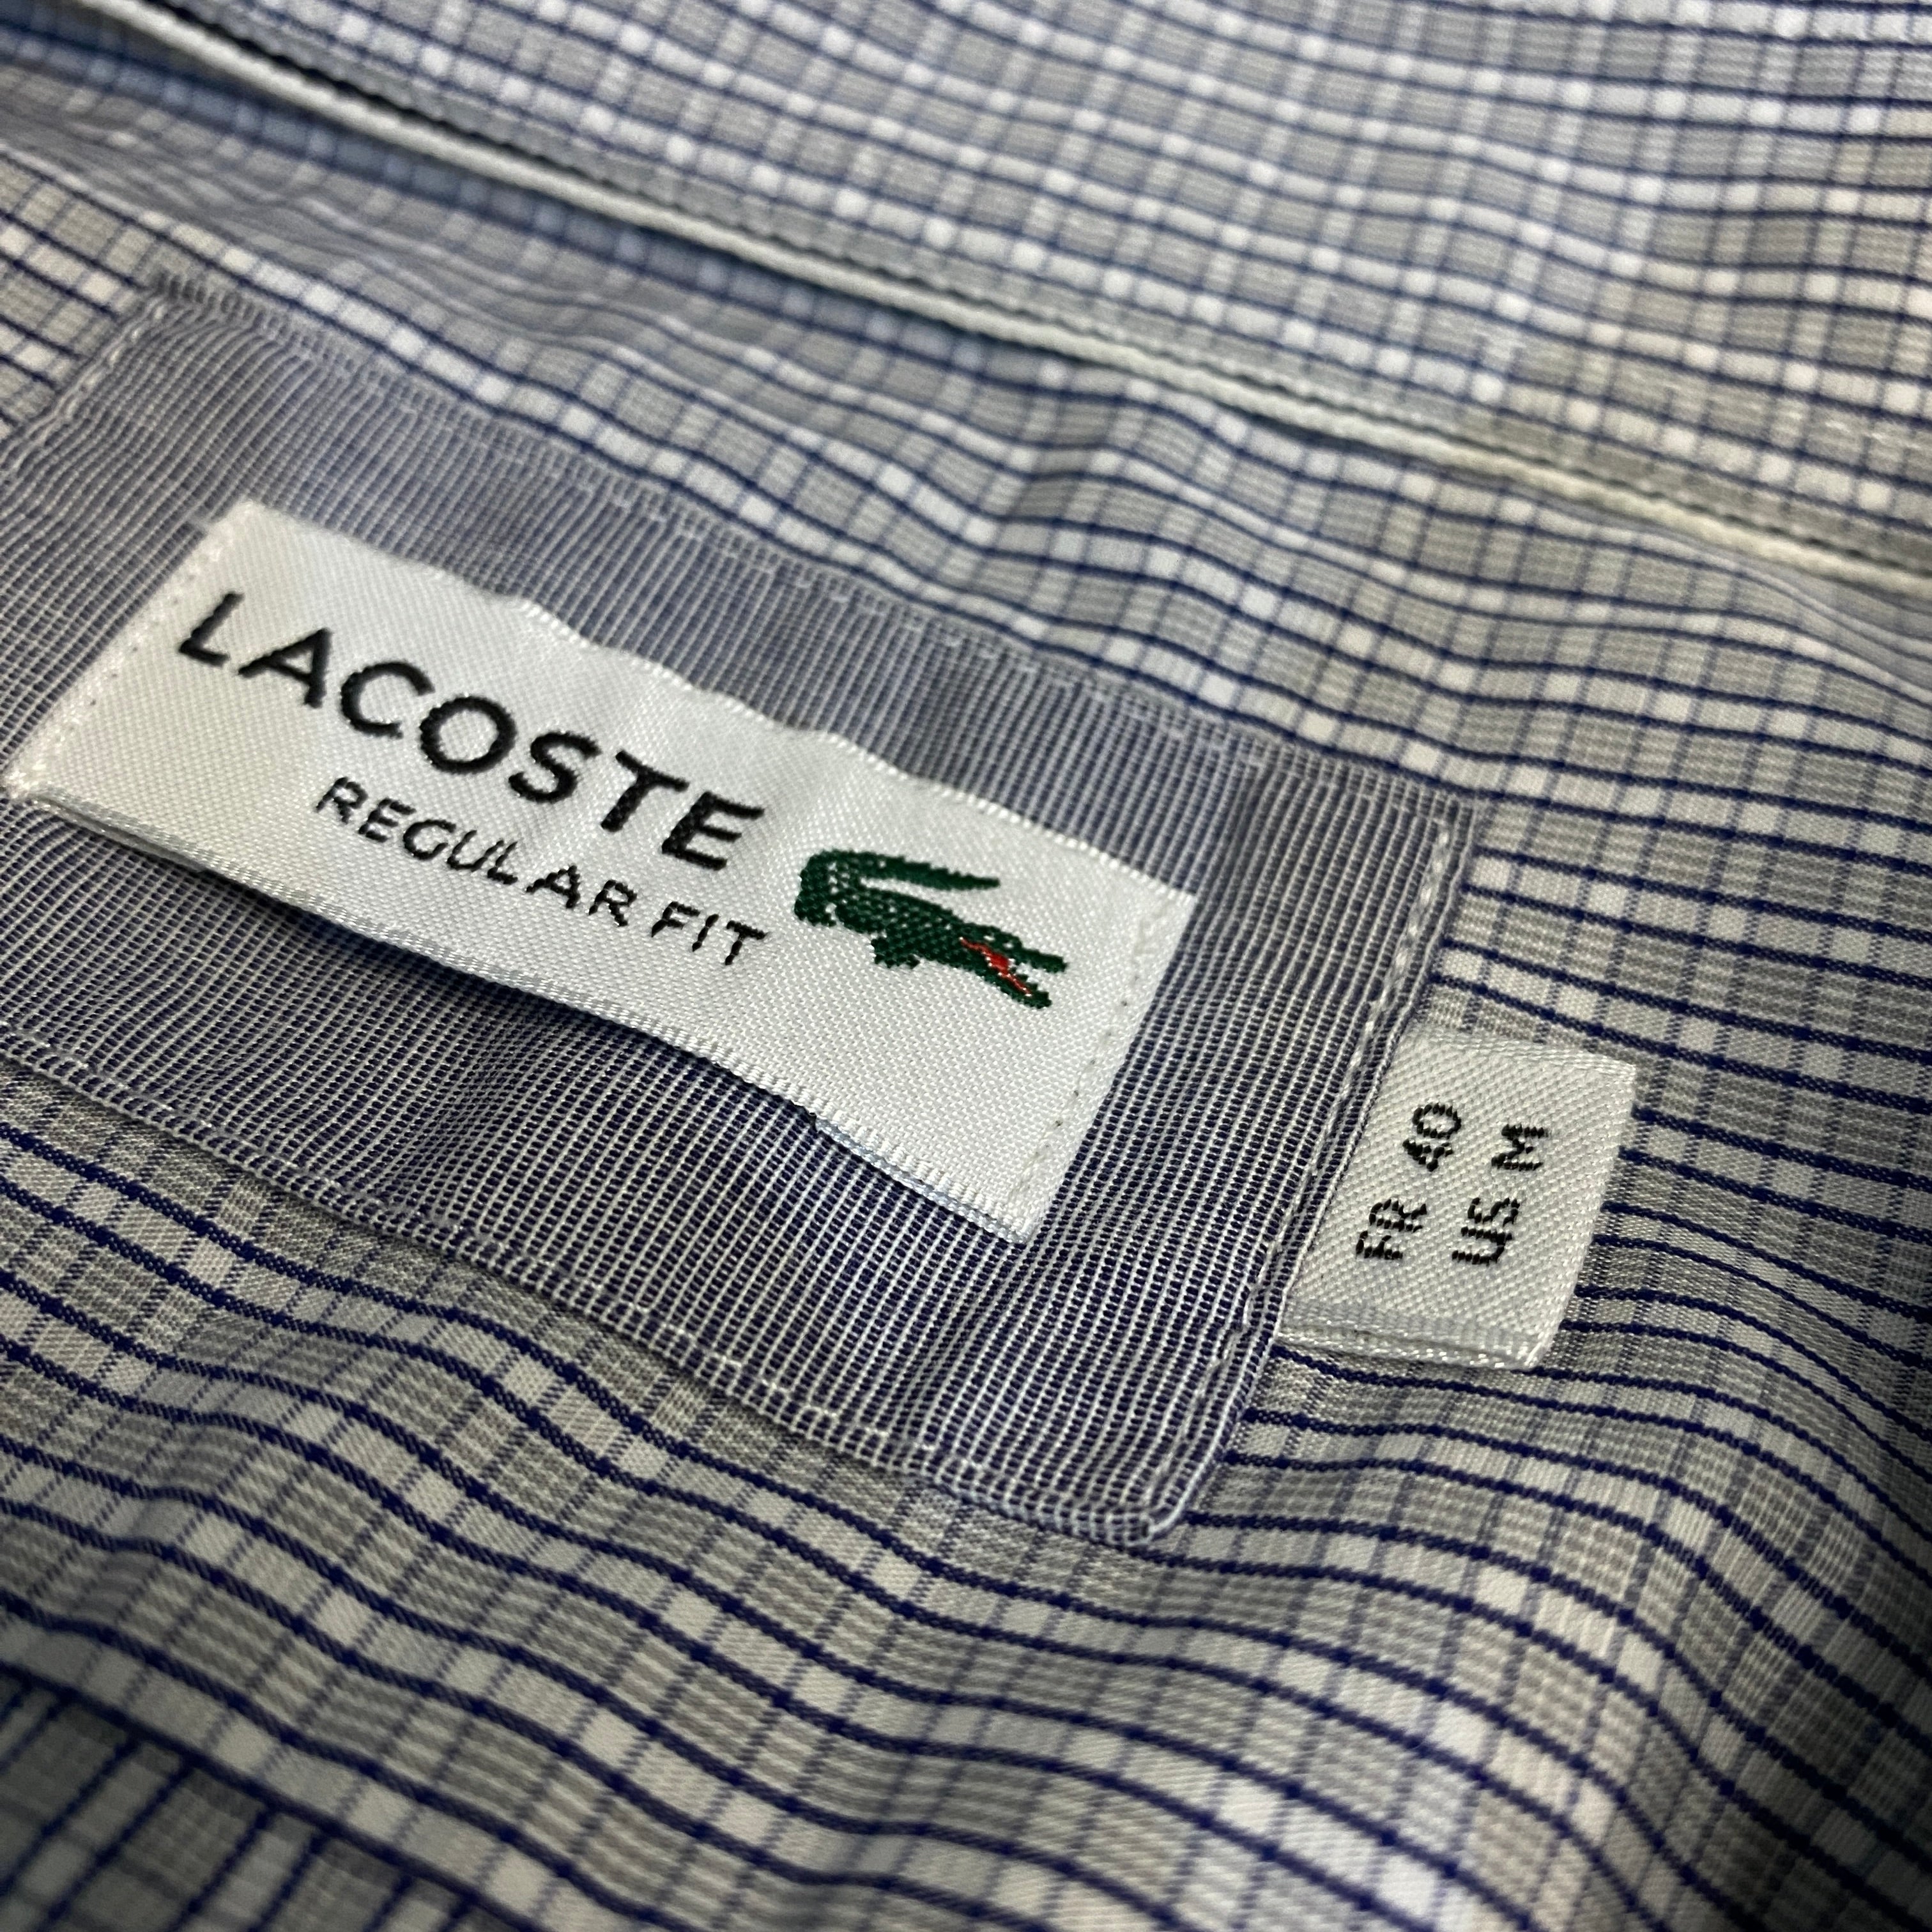 LACOSTE
REGULAR FIT
FR 40
US M